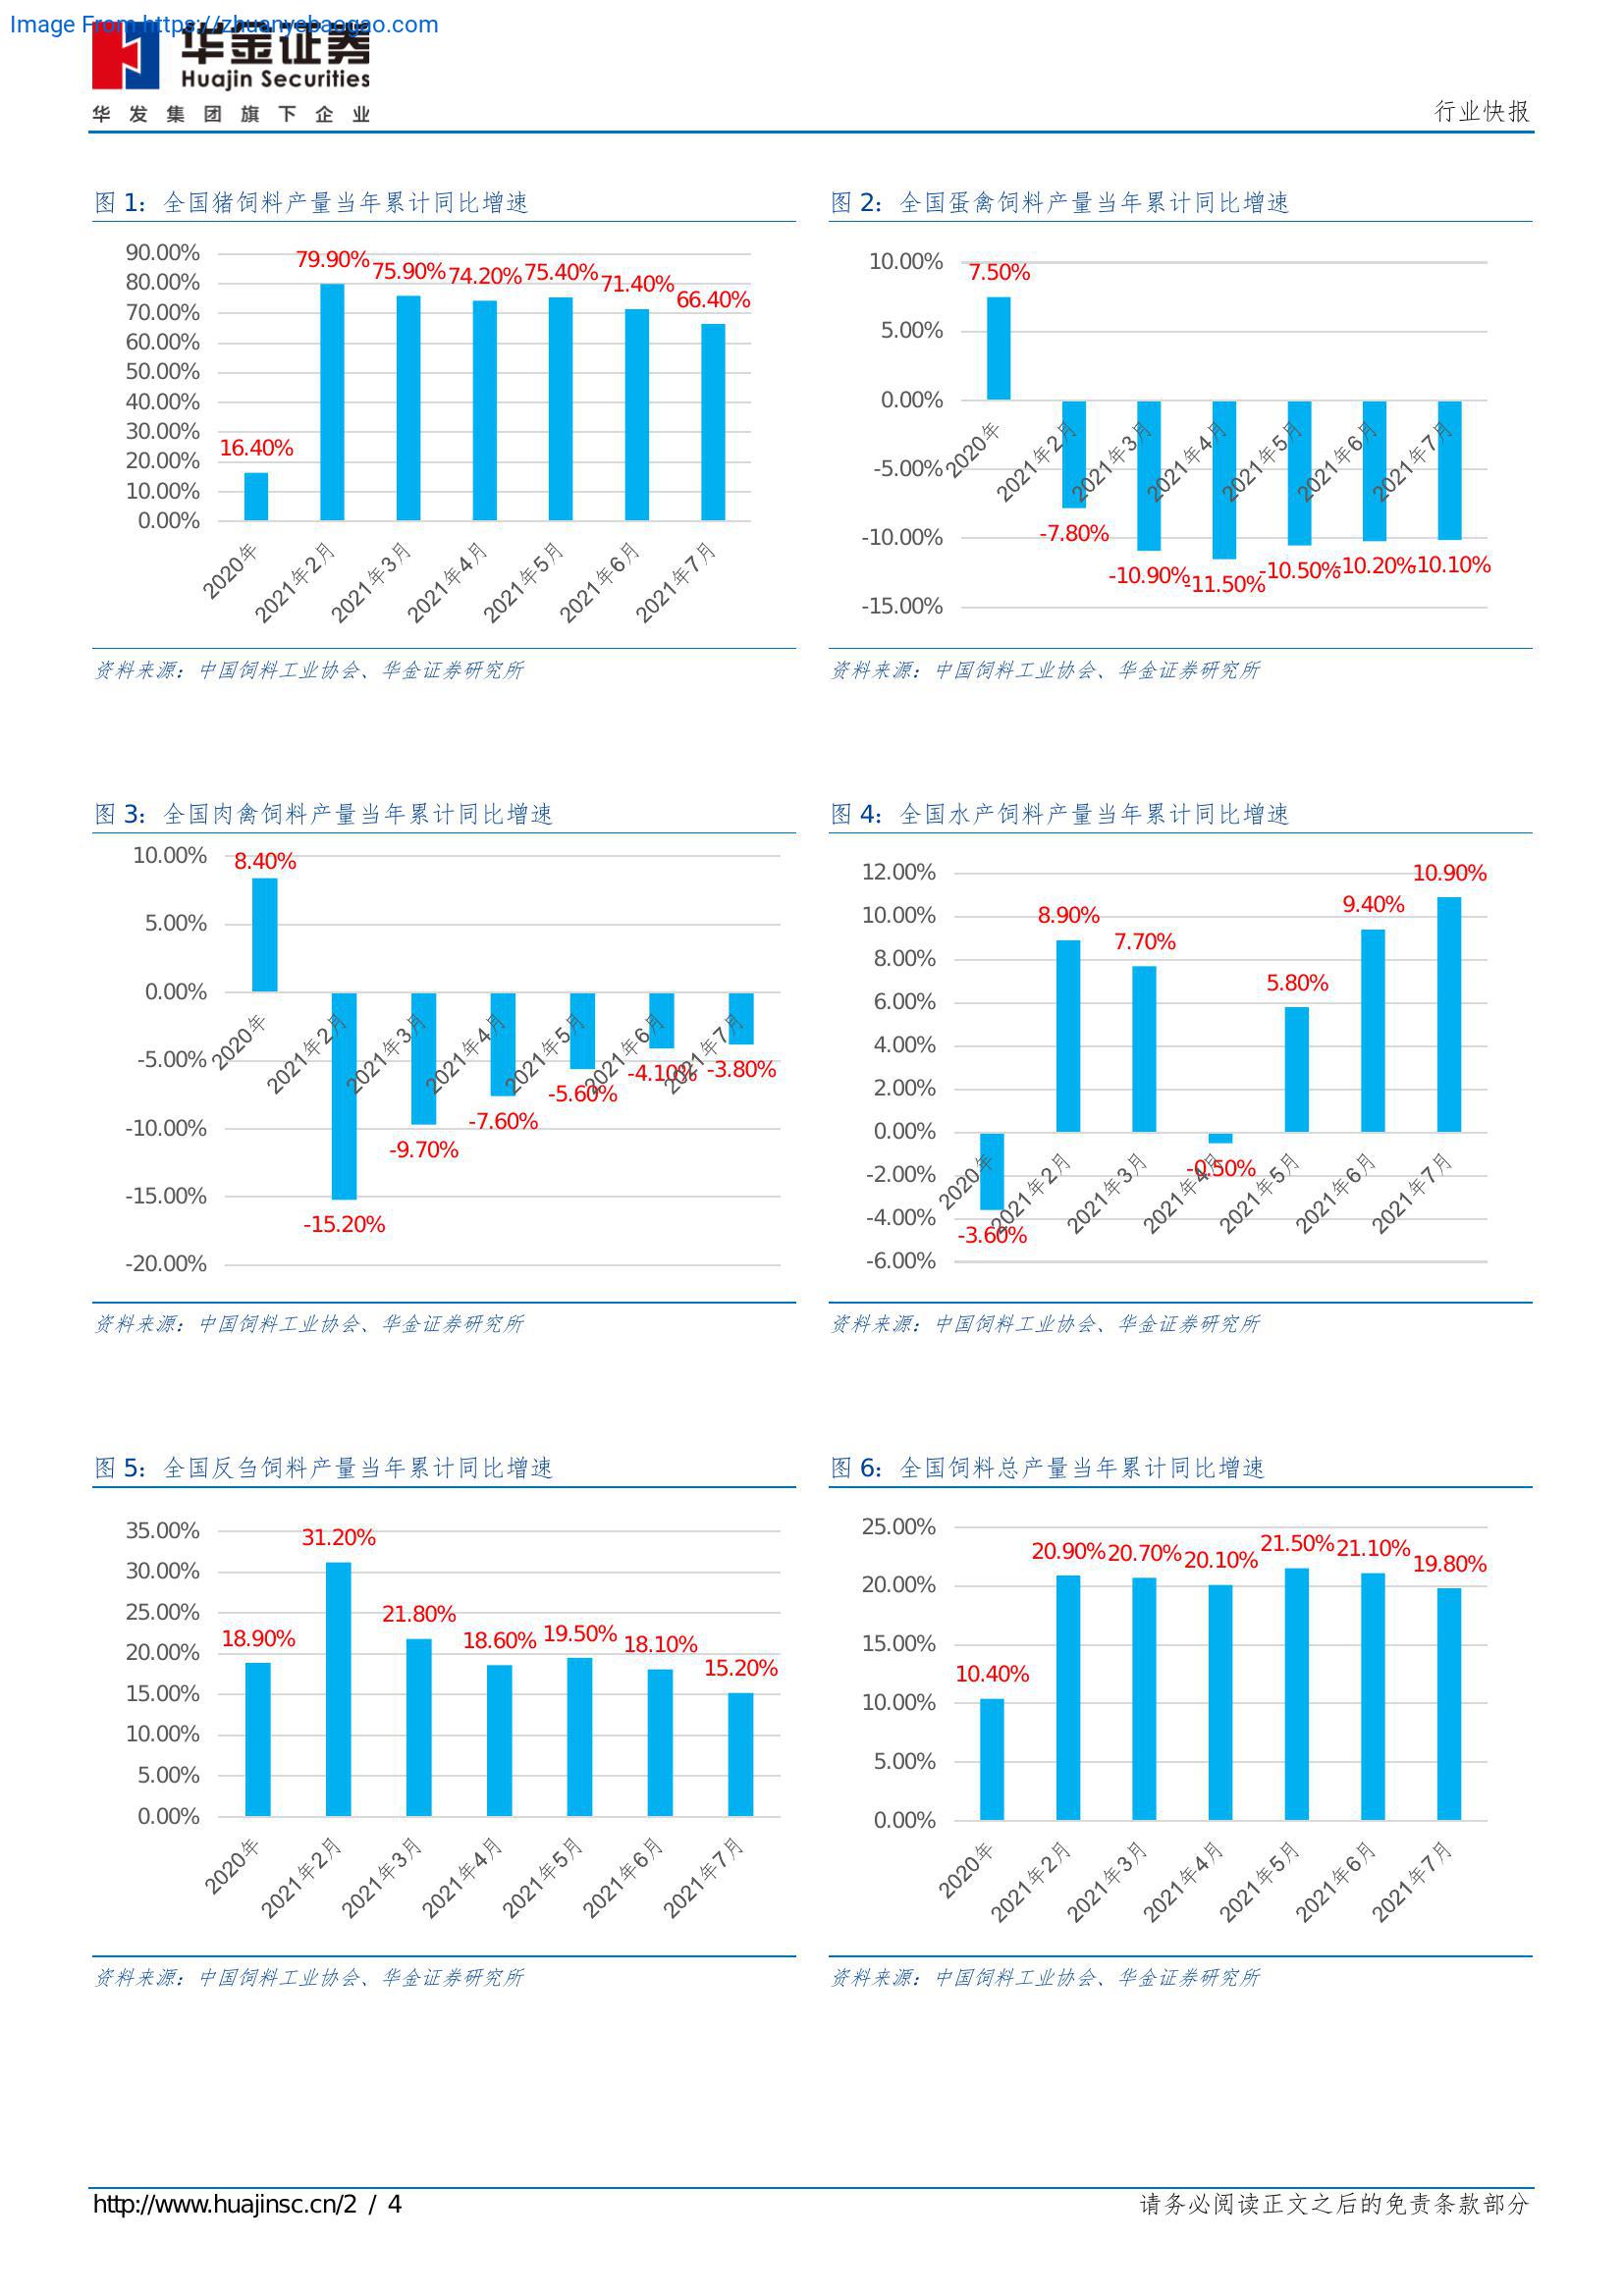 Image From https://zhuanyebaogao.com
华金证券
Huajin Securities
华发集团旗下企业
行业快报
图 1：全国猪饲料产量当年累计同比增速
90.00%
80.00%
70.00%
60.00%
50.00%
40.00%
30.00%
20.00%
10.00%
0.00%
16.40%
79.90%
75.90%
74.20%
75.40%
71.40%
66.40%
2020年
2021年2月
2021年3月
2021年4月
2021年5月
2021年6月
2021年7月
资料来源：中国饲料工业协会、华金证券研究所
图 2：全国蛋禽饲料产量当年累计同比增速
10.00%
5.00%
0.00%
-5.00%
-10.00%
-15.00%
7.50%
-7.80%
-10.90%
-11.50%
-10.50%
-10.20%
-10.10%
2020年
2021年2月
2021年3月
2021年4月
2021年5月
2021年6月
2021年7月
资料来源：中国饲料工业协会、华金证券研究所
图 3：全国肉禽饲料产量当年累计同比增速
10.00%
5.00%
0.00%
-5.00%
-10.00%
-15.00%
-20.00%
8.40%
-15.20%
-9.70%
-7.60%
-5.60%
-4.10%
-3.80%
2020年
2021年2月
2021年3月
2021年4月
2021年5月
2021年6月
2021年7月
资料来源：中国饲料工业协会、华金证券研究所
图 4：全国水产饲料产量当年累计同比增速
12.00%
10.00%
8.00%
6.00%
4.00%
2.00%
0.00%
-2.00%
-4.00%
-6.00%
-3.60%
8.90%
7.70%
-0.50%
5.80%
9.40%
10.90%
2020年
2021年2月
2021年3月
2021年4月
2021年5月
2021年6月
2021年7月
资料来源：中国饲料工业协会、华金证券研究所
图 5：全国反刍饲料产量当年累计同比增速
35.00%
30.00%
25.00%
20.00%
15.00%
10.00%
5.00%
0.00%
18.90%
31.20%
21.80%
18.60%
19.50%
18.10%
15.20%
2020年
2021年2月
2021年3月
2021年4月
2021年5月
2021年6月
2021年7月
资料来源：中国饲料工业协会、华金证券研究所
图 6：全国饲料总产量当年累计同比增速
25.00%
20.00%
15.00%
10.00%
5.00%
0.00%
10.40%
20.90%
20.70%
20.10%
21.50%
21.10%
19.80%
2020年
2021年2月
2021年3月
2021年4月
2021年5月
2021年6月
2021年7月
资料来源：中国饲料工业协会、华金证券研究所
http://www.huajinsc.cn/2 / 4
请务必阅读正文之后的免责条款部分